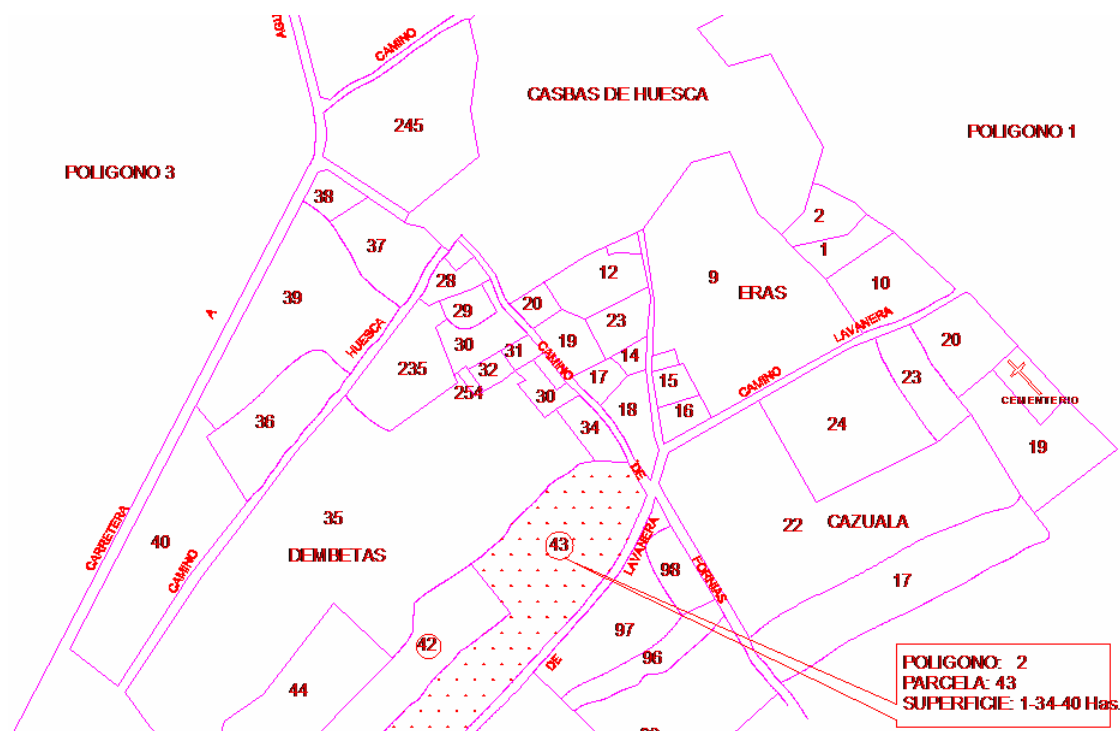 CAMINO
CASBAS DE HUESCA
245
POLIGONO 1
POLIGONO 3
38
2
37
1
12
9
ERAS
10
28
39
20
29
23
A
LAVANERA
HUESCA
30
31
19
14
20
CAMINO
235
32
17
15
CAMINO
23
254
30
18
16
CEMENTERIO
36
34
24
19
DE
35
22
CAZUALA
CARRETERA
40
DEMBETAS
43
LAVANERA
98
FORNIAS
CAMINO
17
97
42
96
DE
44
POLIGONO: 2
PARCELA: 43
SUPERFICIE: 1-34-40 Has.